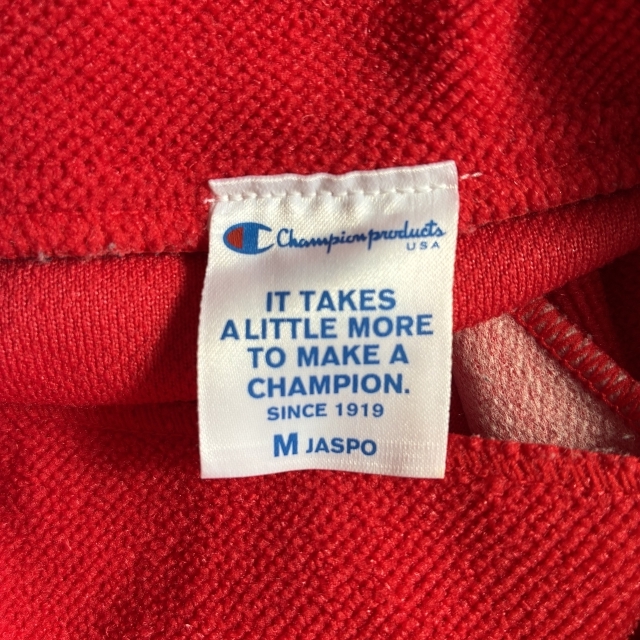 Champion products
USA
IT TAKES
A LITTLE MORE
TO MAKE A
CHAMPION.
SINCE 1919
M JASPO